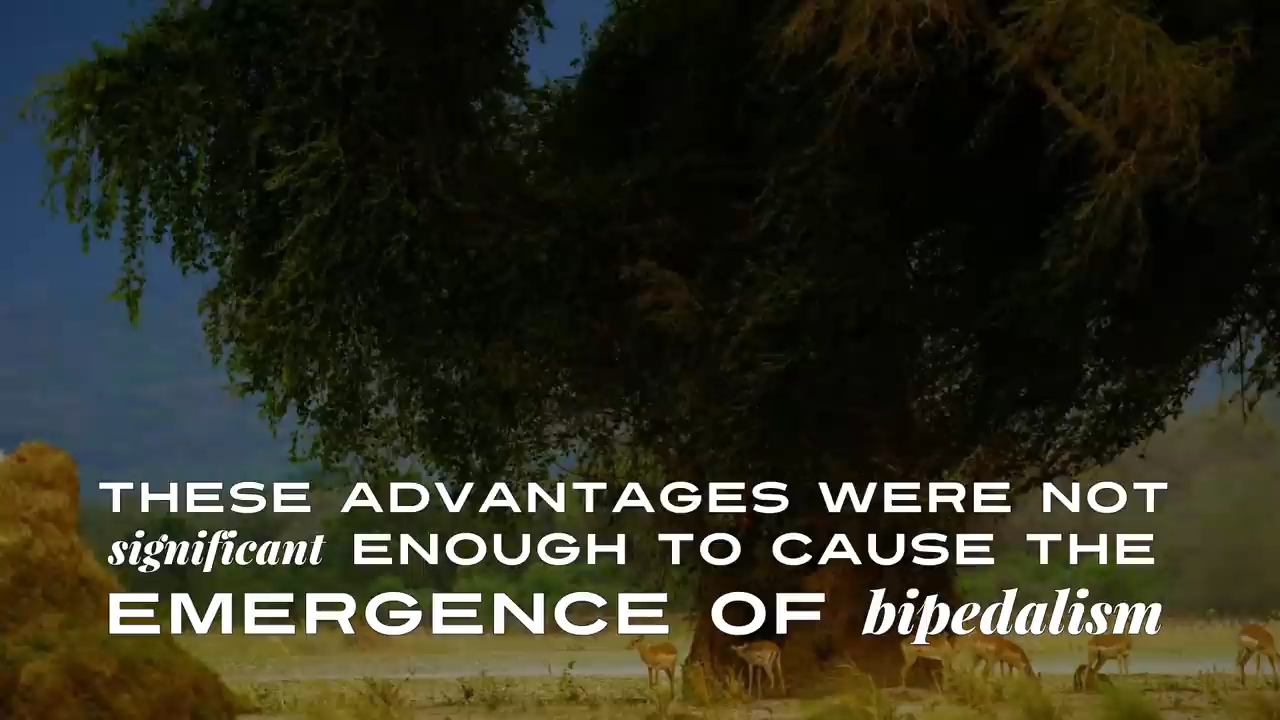 THESE ADVANTAGES WERE NOT
significant ENOUGH TO CAUSE THE
EMERGENCE OF bipedalism